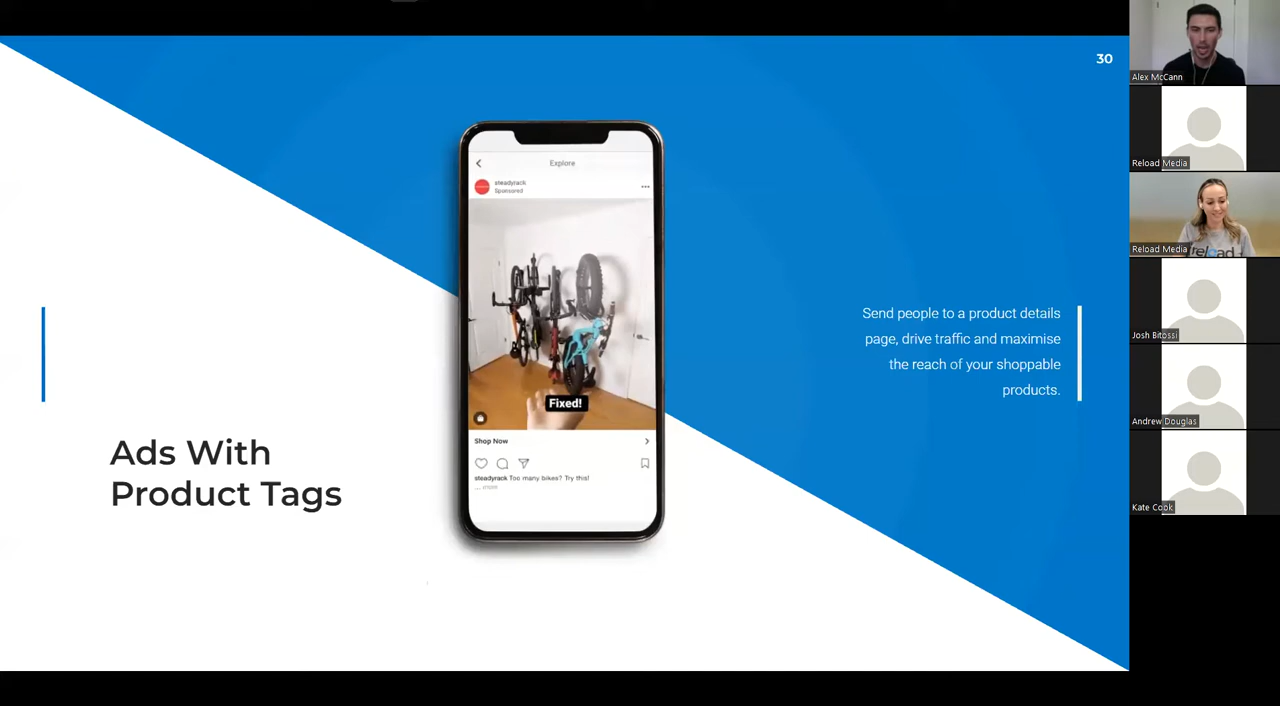 30
Explore
steadyrack
Sponsored
Fixed!
Shop Now
steadyrack Too many bikes? Try this!
... more
Ads With
Product Tags
Send people to a product details
page, drive traffic and maximise
the reach of your shoppable
products.
Alex McCann
Reload Media
reload
Reload Media
Josh Bitossi
Andrew Douglas
Kate Cook